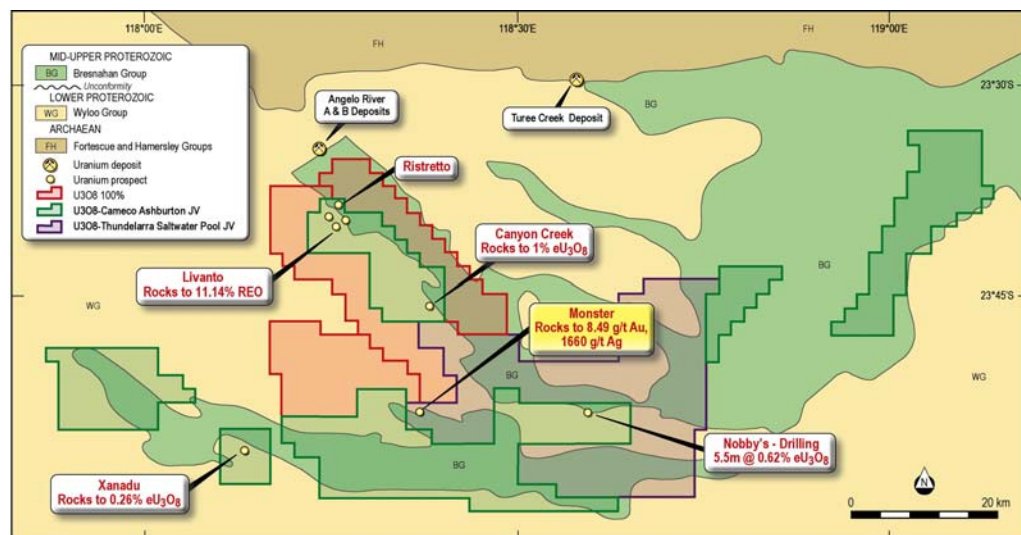 118°00'E
118°30'E
119°00'E
FH
FH
MID-UPPER PROTEROZOIC
BG Bresnahan Group
Unconformity
LOWER PROTEROZOIC
WG Wyloo Group
ARCHAEAN
FH Fortescue and Hamersley Groups
Uranium deposit
Uranium prospect
U3O8 100%
U3O8-Cameco Ashburton JV
U3O8-Thundelarra Saltwater Pool JV
23°30'S
BG
Angelo River
A & B Deposits
Turee Creek Deposit
WG
Ristretto
Canyon Creek
Rocks to 1% eU₃O₈
BG
Livanto
Rocks to 11.14% REO
23°45'S
WG
Monster
Rocks to 8.49 g/t Au,
1660 g/t Ag
BG
WG
Nobby's - Drilling
5.5m @ 0.62% eU₃O₈
BG
Xanadu
Rocks to 0.26% eU₃O₈
N
0 20 km